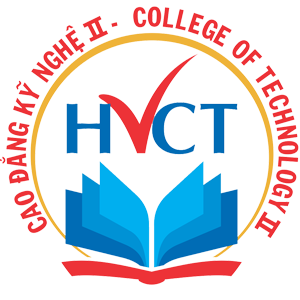 CAO ĐẲNG KỸ NGHỆ II - COLLEGE OF TECHNOLOGY II
HVCT